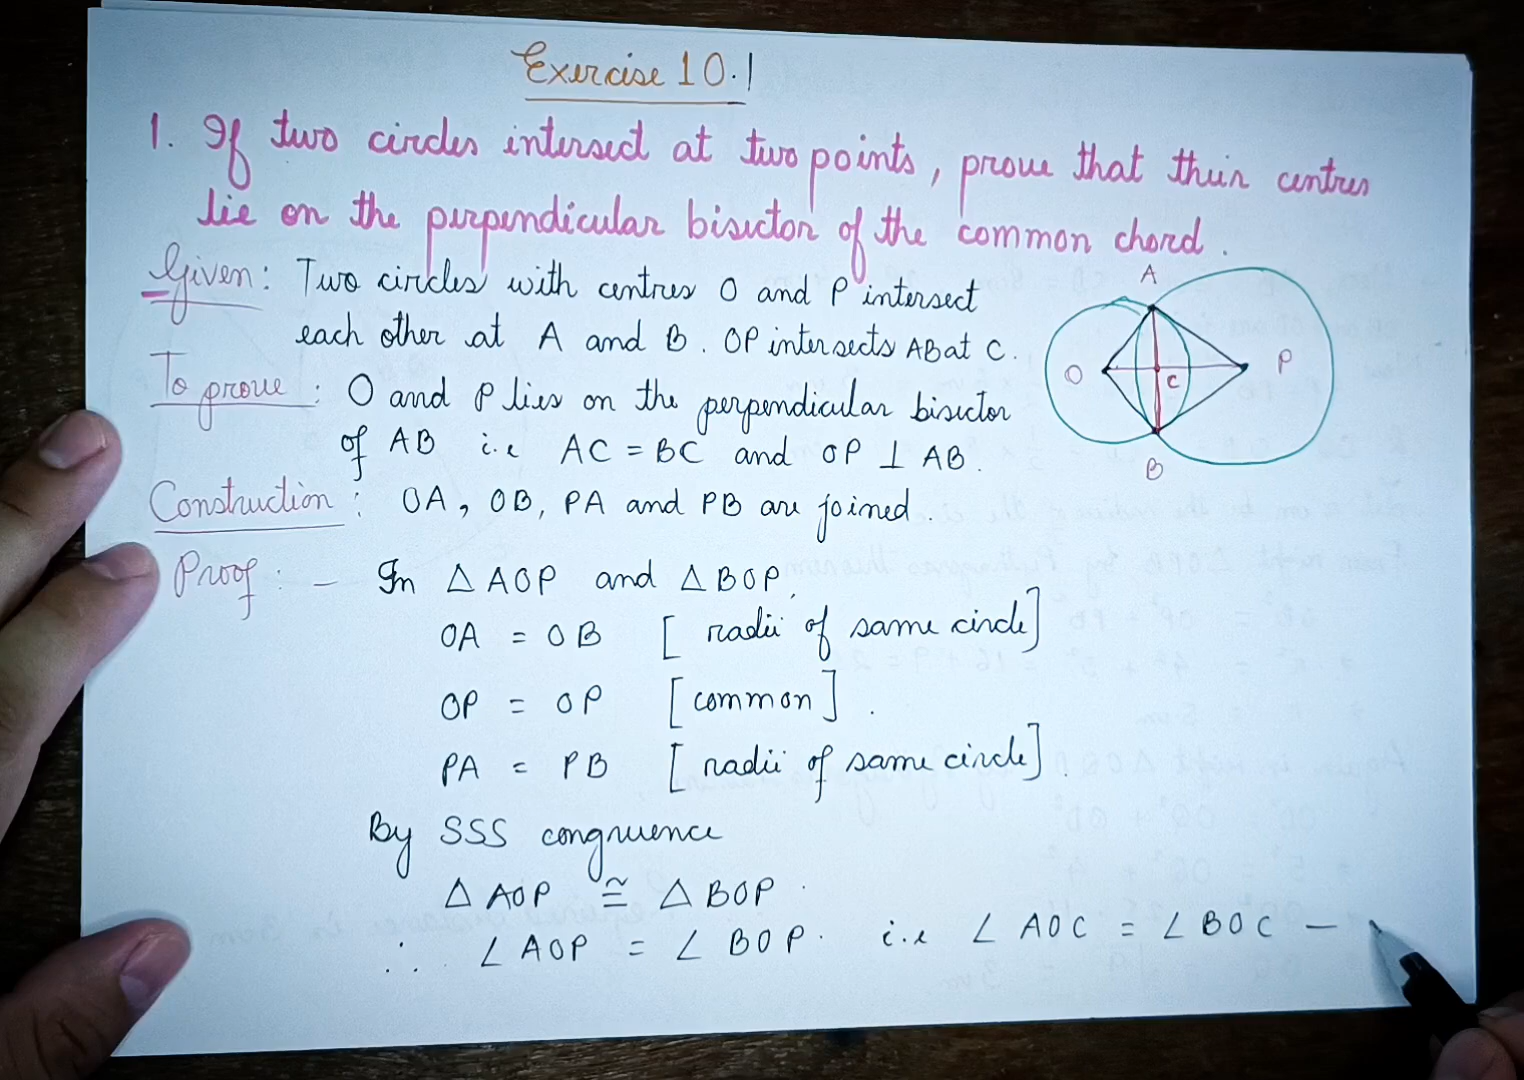 Exercise 10.1
1. If two circles intersect at two points, prove that their centres
lie on the perpendicular bisector of the common chord.
Given: Two circles with centres O and P intersect
each other at A and B. OP intersects AB at C.
To prove: O and P lies on the perpendicular bisector
of AB i.e AC = BC and OP ⊥ AB.
Construction: OA, OB, PA and PB are joined.
Proof: - In △ AOP and △ BOP,
OA = OB [radii of same circle]
OP = OP [common].
PA = PB [radii of same circle].
By SSS congruence
△ AOP ≅ △ BOP.
∴ ∠ AOP = ∠ BOP. i.e ∠ AOC = ∠ BOC —
A
O
C
P
B